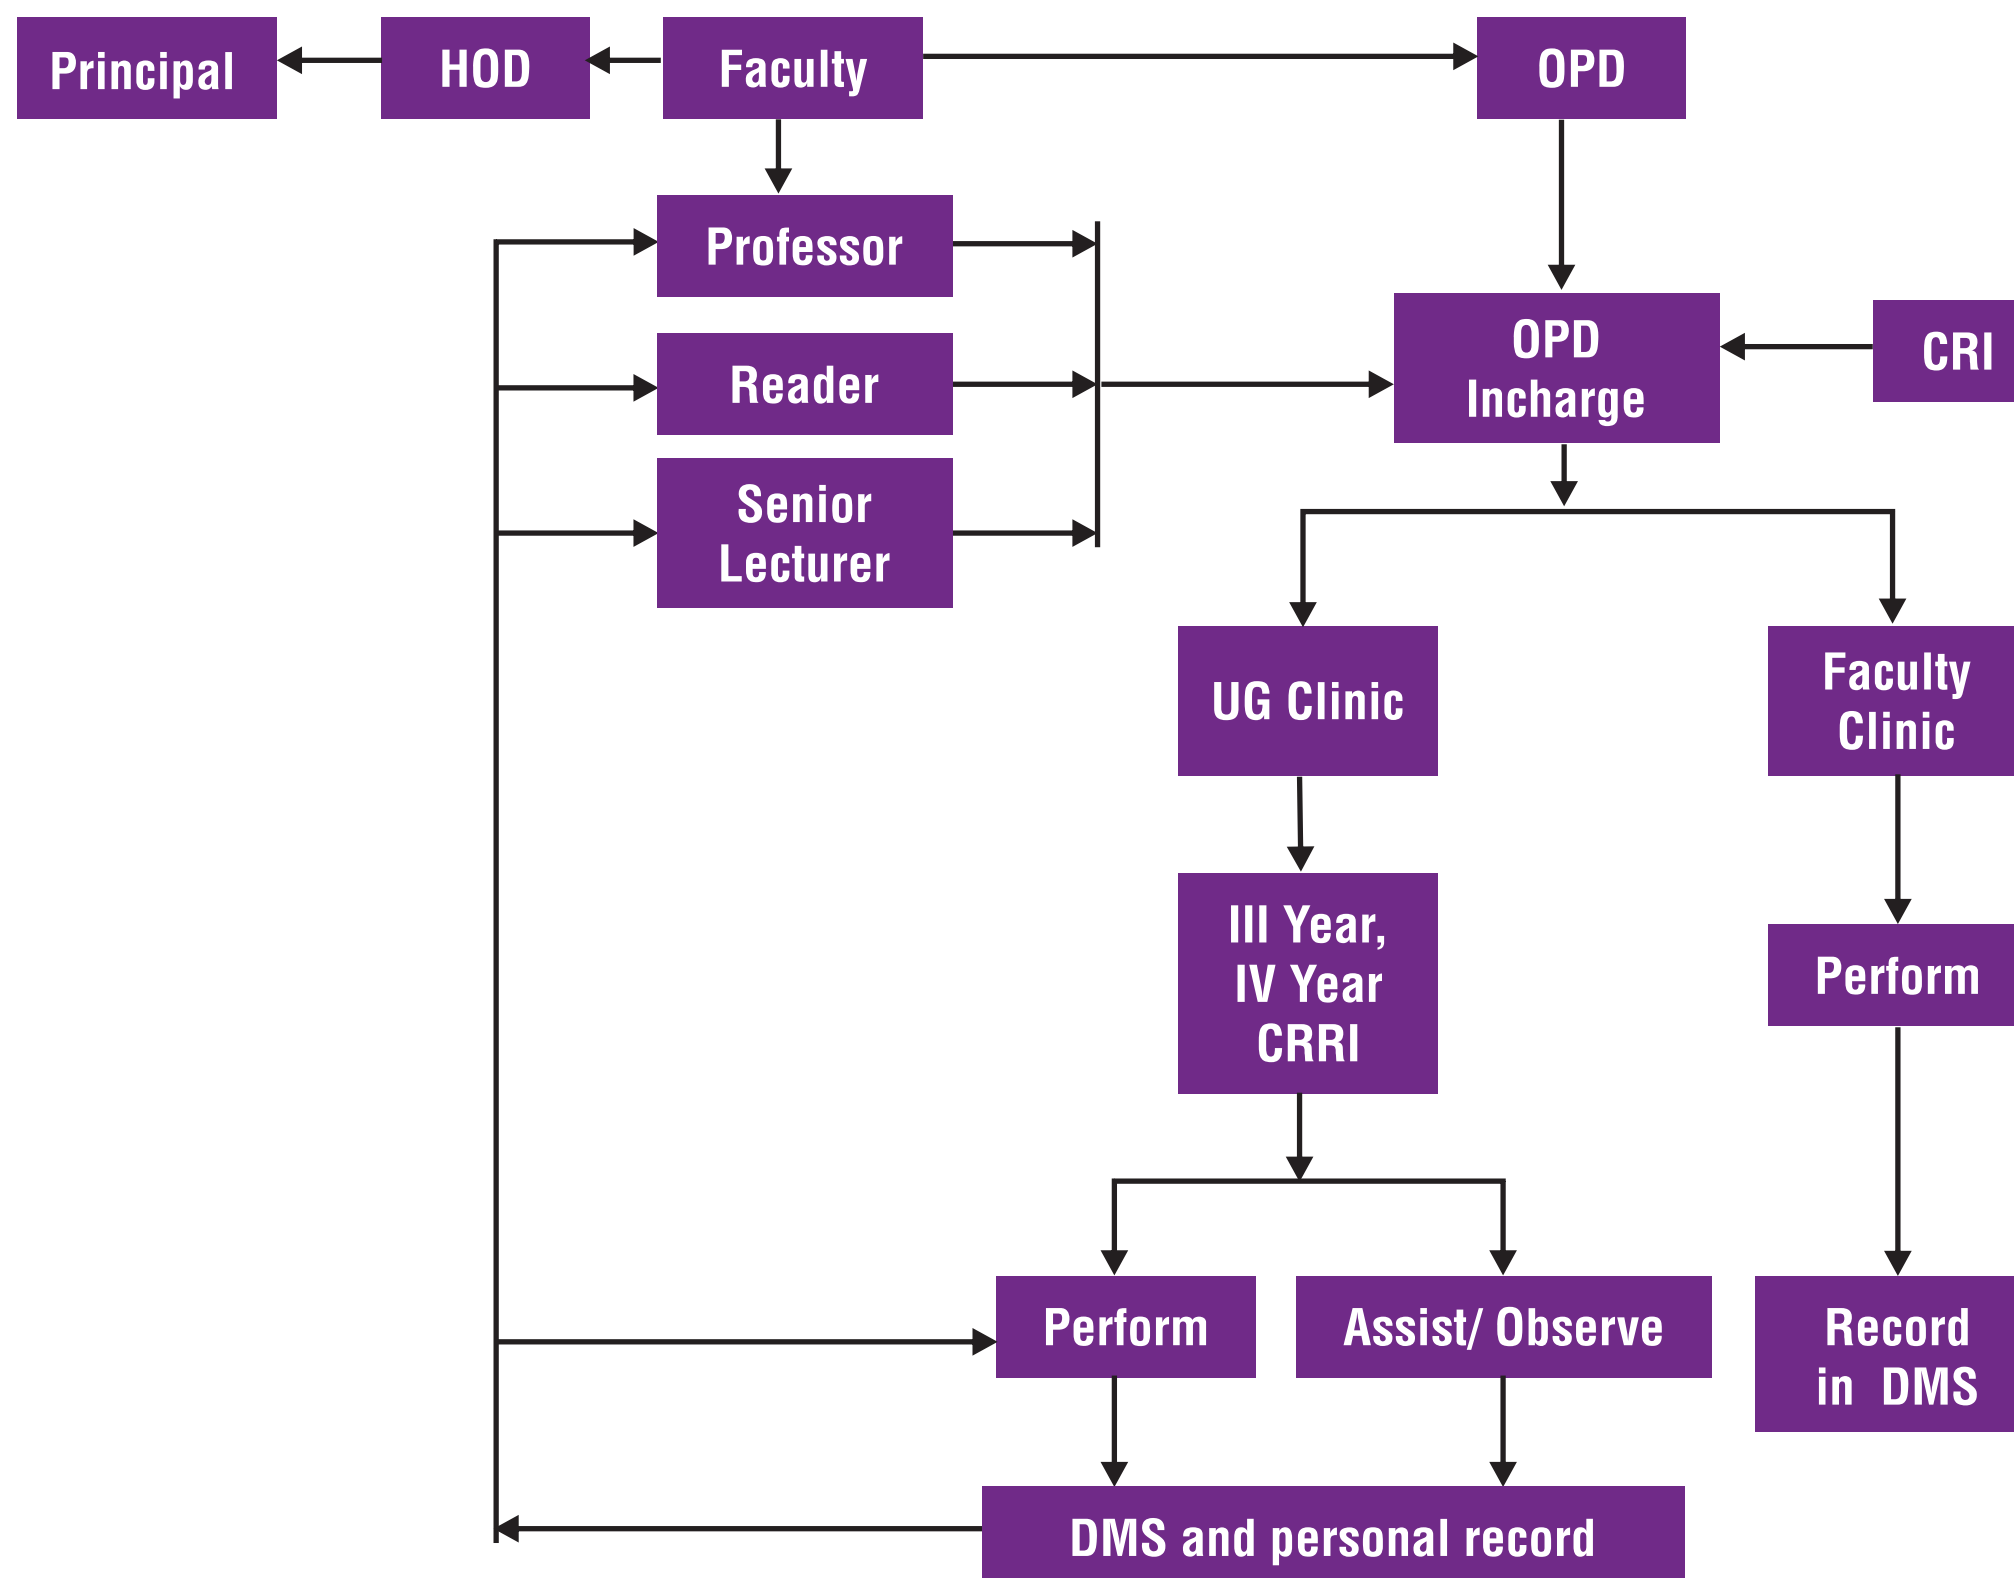 Principal
HOD
Faculty
OPD
Professor
OPD
Incharge
CRI
Reader
Senior
Lecturer
UG Clinic
Faculty
Clinic
III Year,
IV Year
CRRI
Perform
Perform
Assist/ Observe
Record
in DMS
DMS and personal record